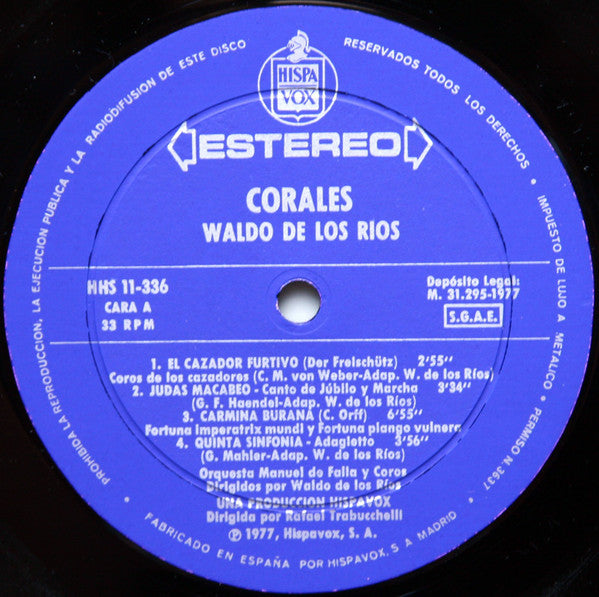 PROHIBIDA LA REPRODUCCION, LA EJECUCION PUBLICA Y LA RADIODIFUSION DE ESTE DISCO
RESERVADOS TODOS LOS DERECHOS • IMPUESTO DE LUJO A METALICO • PERMISO N. 3637
HISPA
VOX
ESTEREO
CORALES
WALDO DE LOS RIOS
HHS 11-336
CARA A
33 RPM
Depósito Legal:
M. 31.295-1977
S.G.A.E.
1. EL CAZADOR FURTIVO (Der Freischütz) 2'55"
Coros de los cazadores (C. M. von Weber-Adap. W. de los Ríos)
2. JUDAS MACABEO - Canto de Júbilo y Marcha 3'34"
(G. F. Haendel-Adap. W. de los Ríos)
3. CARMINA BURANA (C. Orff) 6'55"
Fortuna imperatrix mundi y Fortuna plango vulnera
4. QUINTA SINFONIA - Adagietto 3'56"
(G. Mahler-Adap. W. de los Ríos)
Orquesta Manuel de Falla y Coros
Dirigidos por Waldo de los Ríos
UNA PRODUCCION HISPAVOX
Dirigida por Rafael Trabucchelli
℗ 1977, Hispavox, S. A.
FABRICADO EN ESPAÑA POR HISPAVOX, S. A. MADRID